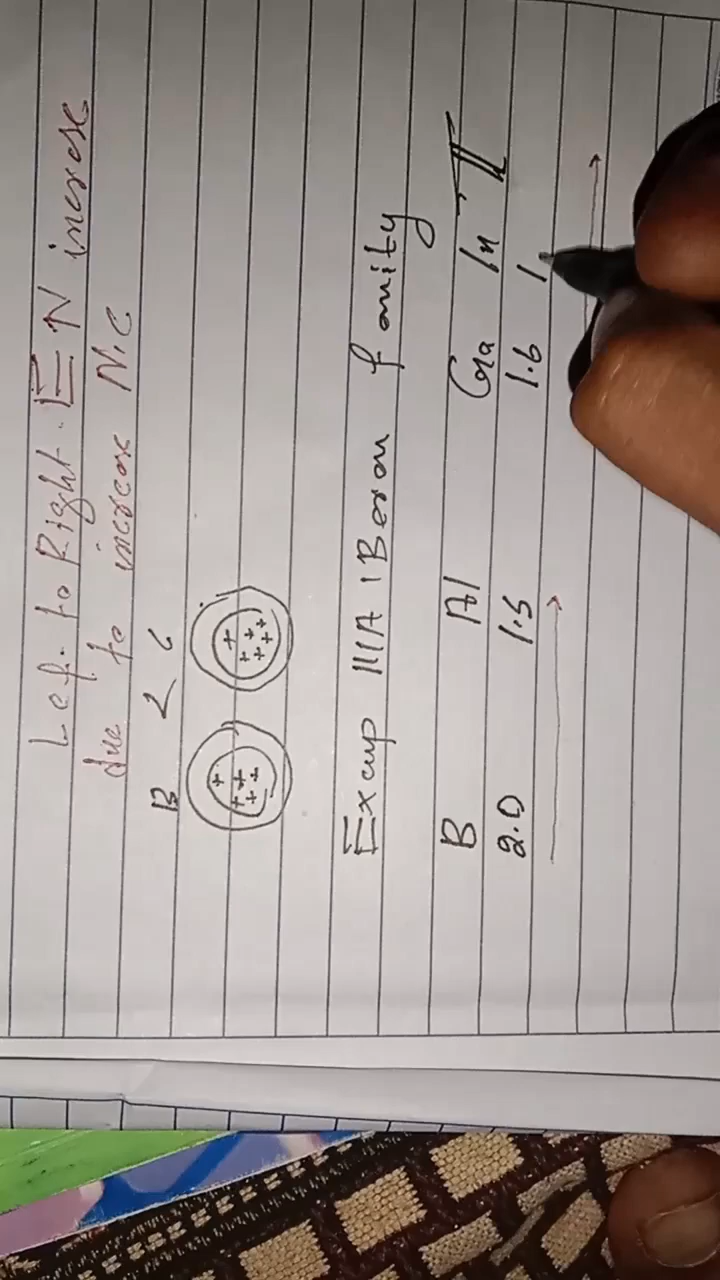 Lef. to Right. EN increase
due to increase N.C
B < C
Excep IIIA | Boron family
B Al Ga In Tl
2.0 1.5 1.6 1